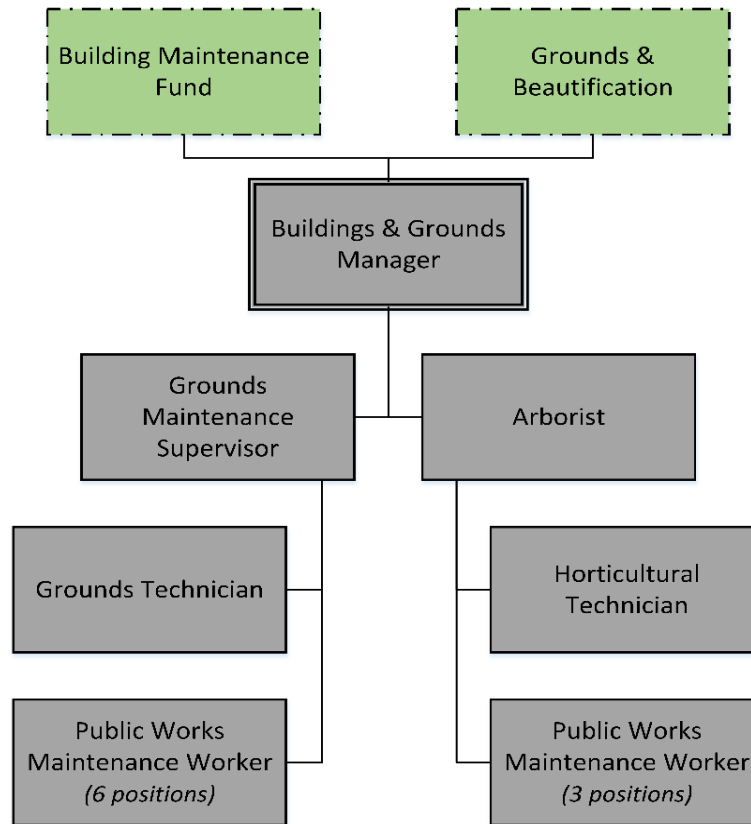 Building Maintenance
Fund
Grounds &
Beautification
Buildings & Grounds
Manager
Grounds
Maintenance
Supervisor
Arborist
Grounds Technician
Horticultural
Technician
Public Works
Maintenance Worker
(6 positions)
Public Works
Maintenance Worker
(3 positions)